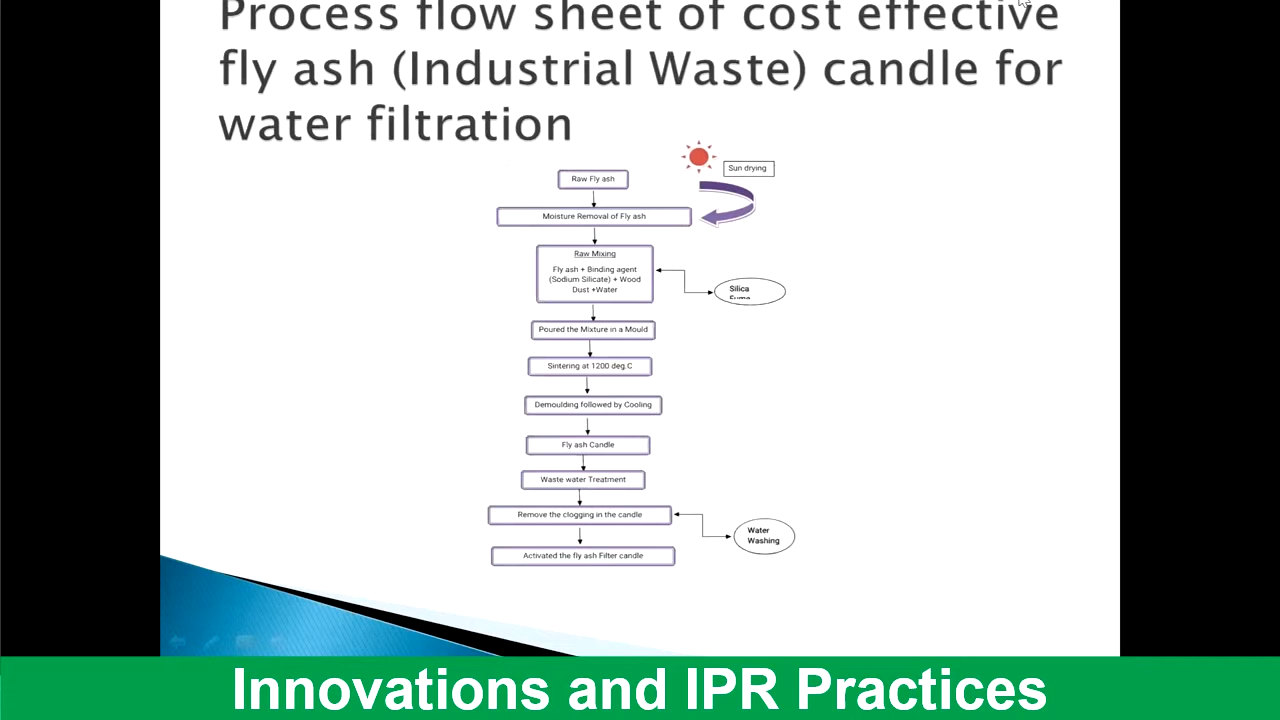 Process flow sheet of cost effective
fly ash (Industrial Waste) candle for
water filtration
Sun drying
Raw Fly ash
Moisture Removal of Fly ash
Raw Mixing
Fly ash + Binding agent
(Sodium Silicate) + Wood
Dust +Water
Silica
Fume
Poured the Mixture in a Mould
Sintering at 1200 deg.C
Demoulding followed by Cooling
Fly ash Candle
Waste water Treatment
Remove the clogging in the candle
Water
Washing
Activated the fly ash Filter candle
Innovations and IPR Practices